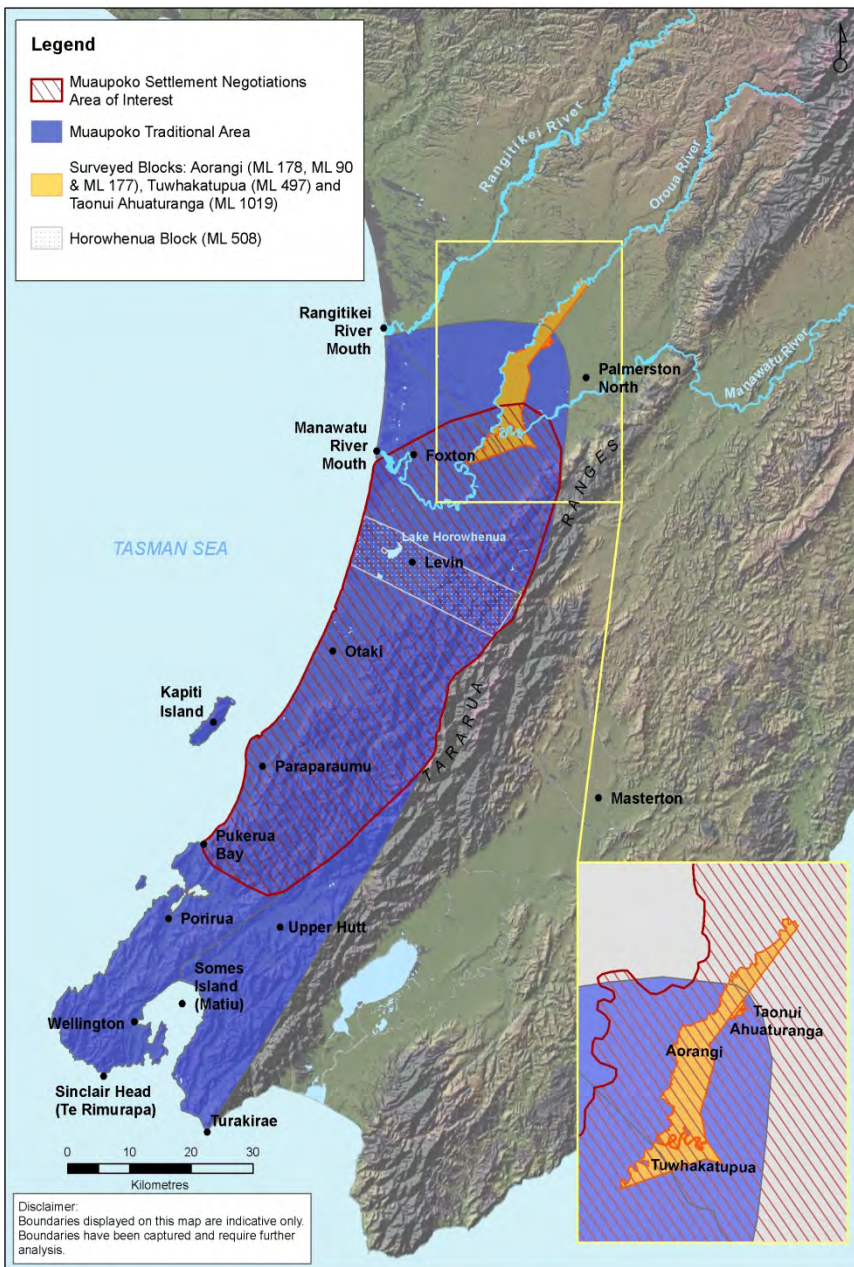 Legend
Muaupoko Settlement Negotiations
Area of Interest
Muaupoko Traditional Area
Surveyed Blocks: Aorangi (ML 178, ML 90
& ML 177), Tuwhakatupua (ML 497) and
Taonui Ahuaturanga (ML 1019)
Horowhenua Block (ML 508)
Rangitikei River
Oroua River
Rangitikei
River
Mouth
Palmerston
North
Manawatu River
Manawatu
River
Mouth
Foxton
TASMAN SEA
Lake Horowhenua
Levin
Otaki
Kapiti
Island
TARARUA RANGES
Paraparaumu
Masterton
Pukerua
Bay
Porirua
Upper Hutt
Somes
Island
(Matiu)
Wellington
Sinclair Head
(Te Rimurapa)
Turakirae
0 10 20 30
Kilometres
Taonui
Ahuaturanga
Aorangi
Tuwhakatupua
Disclaimer:
Boundaries displayed on this map are indicative only.
Boundaries have been captured and require further
analysis.